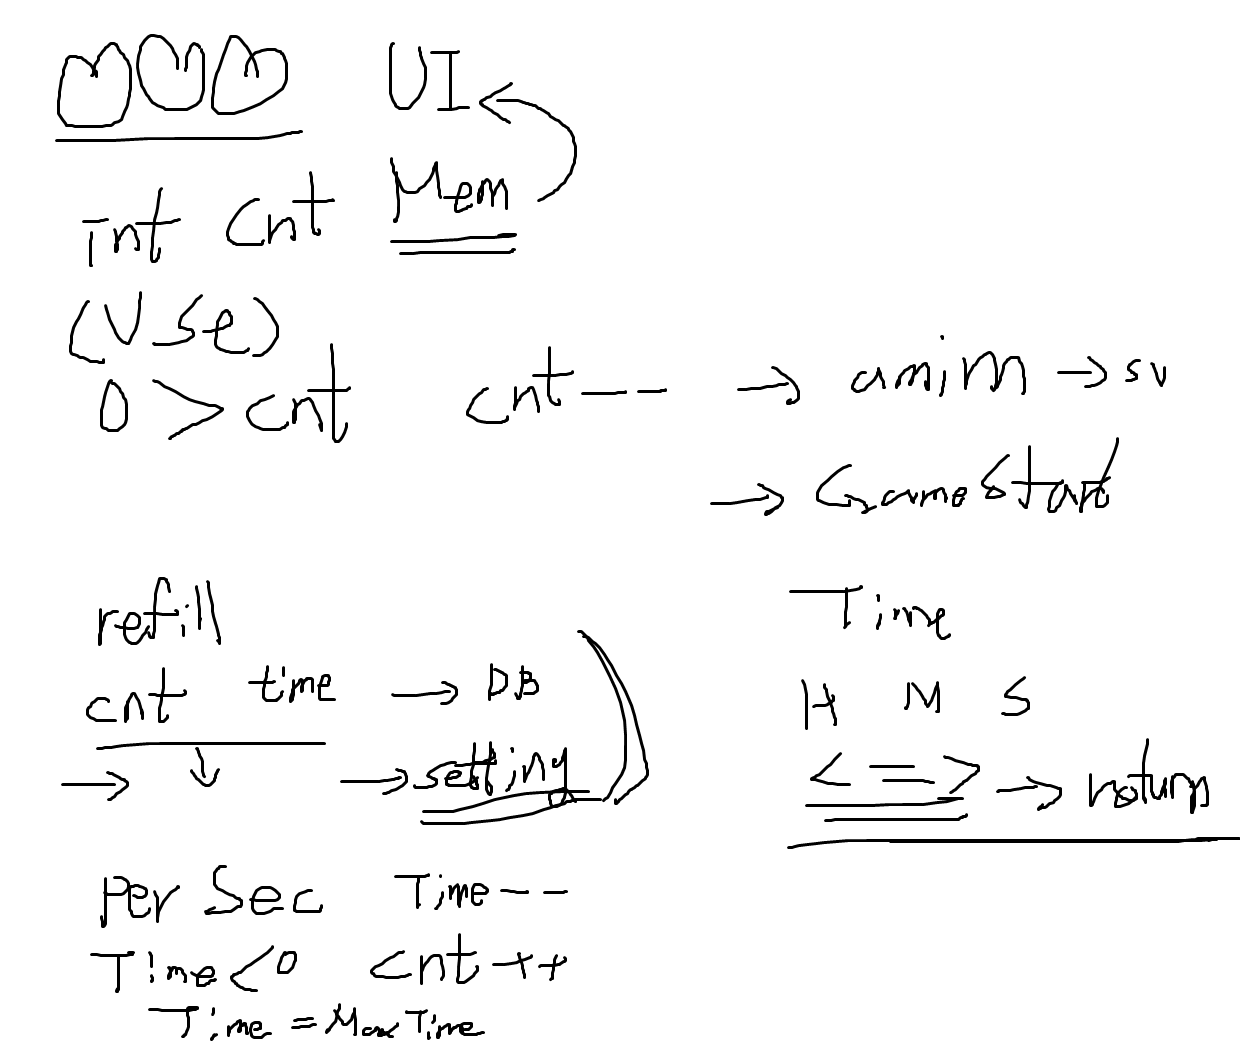 UI
int cnt Mem
(Use)
0 > cnt cnt-- → anim → sv
→ GameStart
refill
cnt time → DB
→ ↓ → setting
Time
H M S
< = > → return
Per Sec Time--
Time<0 cnt++
Time = MaxTime